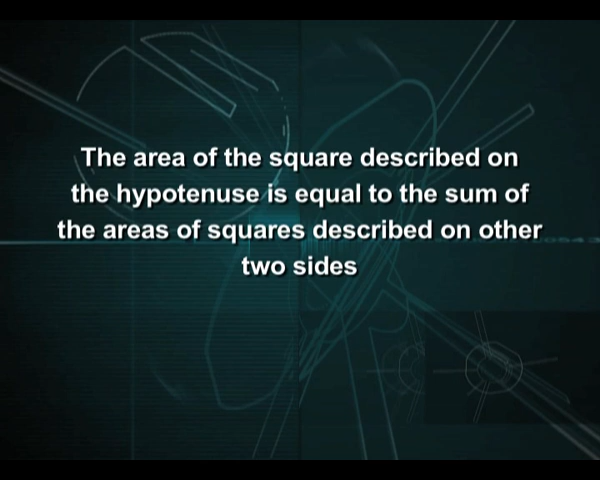 The area of the square described on
the hypotenuse is equal to the sum of
the areas of squares described on other
two sides